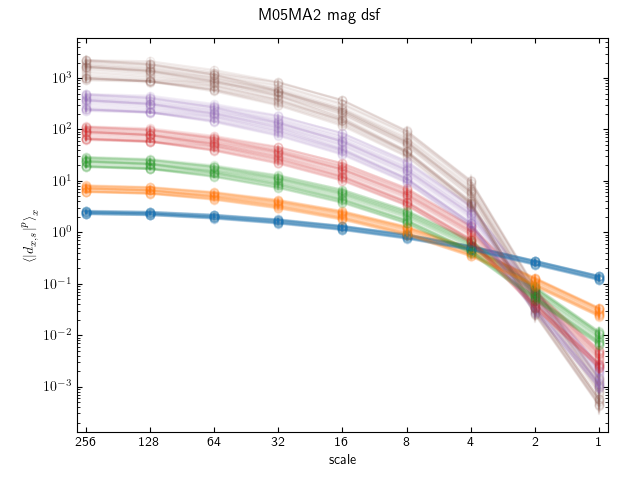 M05MA2 mag dsf
⟨|d_{x,s}|^p⟩_x
10^3
10^2
10^1
10^0
10^{-1}
10^{-2}
10^{-3}
256 128 64 32 16 8 4 2 1
scale